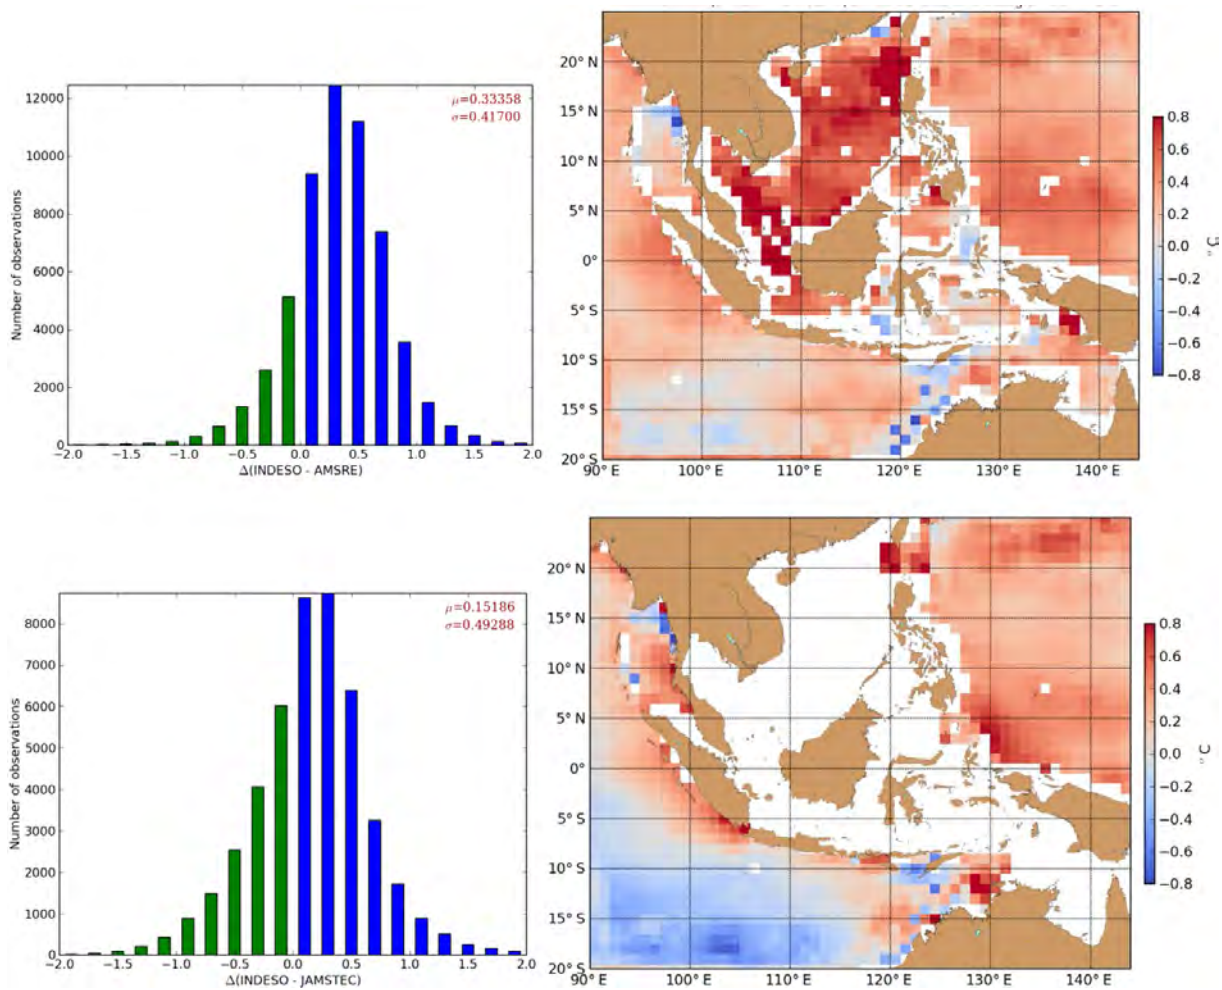 12000
10000
8000
6000
4000
2000
0
Number of observations
μ=0.33358
σ=0.41700
−2.0 −1.5 −1.0 −0.5 0.0 0.5 1.0 1.5 2.0
Δ(INDESO - AMSRE)
20° N
15° N
10° N
5° N
0°
5° S
10° S
15° S
20° S
90° E 100° E 110° E 120° E 130° E 140° E
0.8
0.6
0.4
0.2
0.0
−0.2
−0.4
−0.6
−0.8
° C
8000
7000
6000
5000
4000
3000
2000
1000
0
Number of observations
μ=0.15186
σ=0.49288
−2.0 −1.5 −1.0 −0.5 0.0 0.5 1.0 1.5 2.0
Δ(INDESO - JAMSTEC)
20° N
15° N
10° N
5° N
0°
5° S
10° S
15° S
20° S
90° E 100° E 110° E 120° E 130° E 140° E
0.8
0.6
0.4
0.2
0.0
−0.2
−0.4
−0.6
−0.8
° C